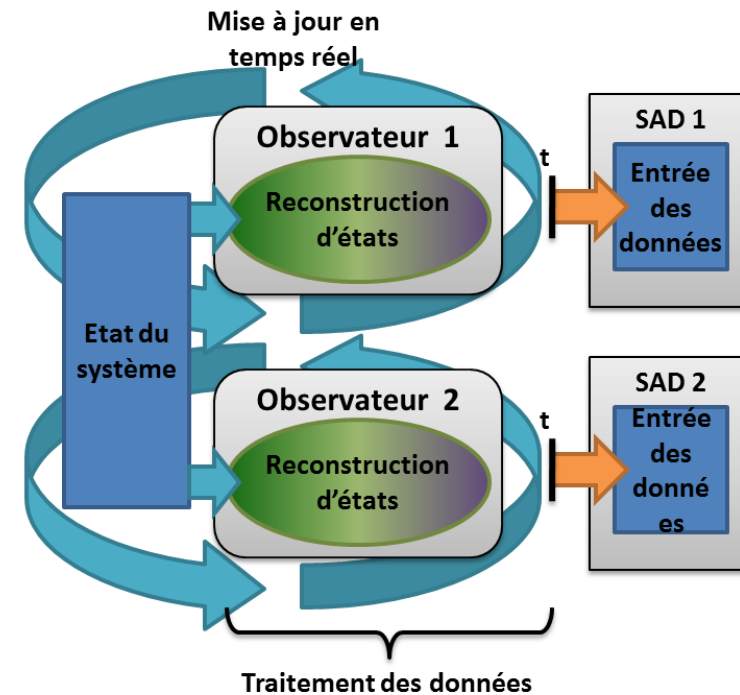 Mise à jour en
temps réel
Observateur 1
Reconstruction
d'états
t
SAD 1
Entrée
des
données
Etat du
système
Observateur 2
Reconstruction
d'états
t
SAD 2
Entrée
des
donné
es
Traitement des données